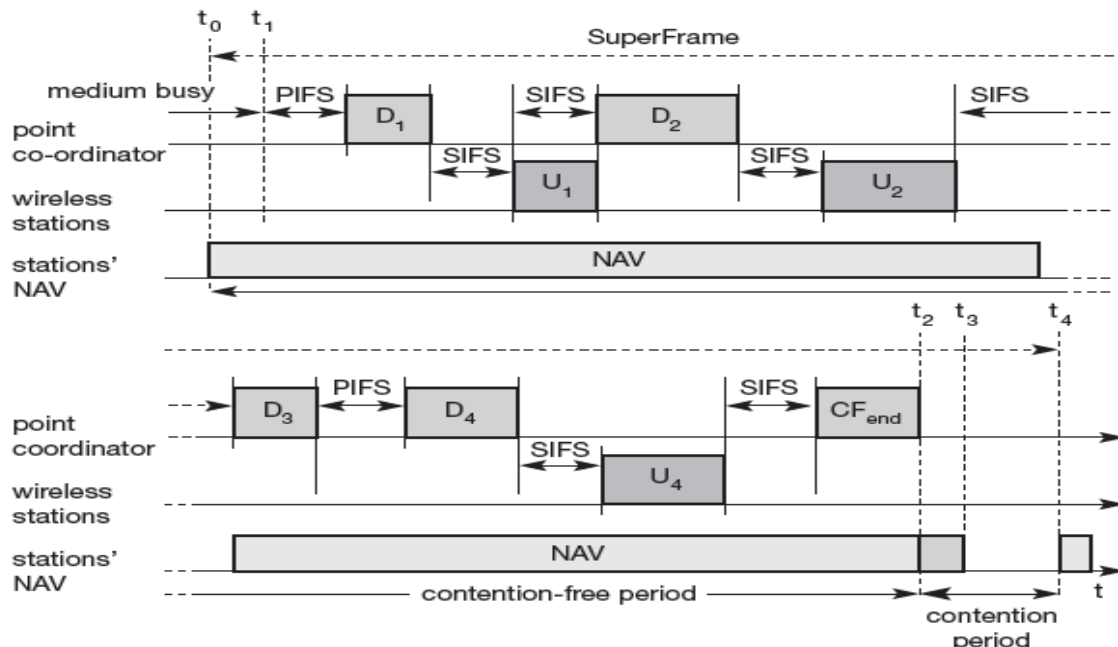 t0 t1
SuperFrame
medium busy PIFS SIFS SIFS
D1 D2
point
co-ordinator
SIFS SIFS
U1 U2
wireless
stations
stations’
NAV
NAV
t2 t3 t4
PIFS SIFS
D3 D4 CFend
point
coordinator
SIFS
U4
wireless
stations
stations’
NAV
NAV
t
contention-free period
contention
period